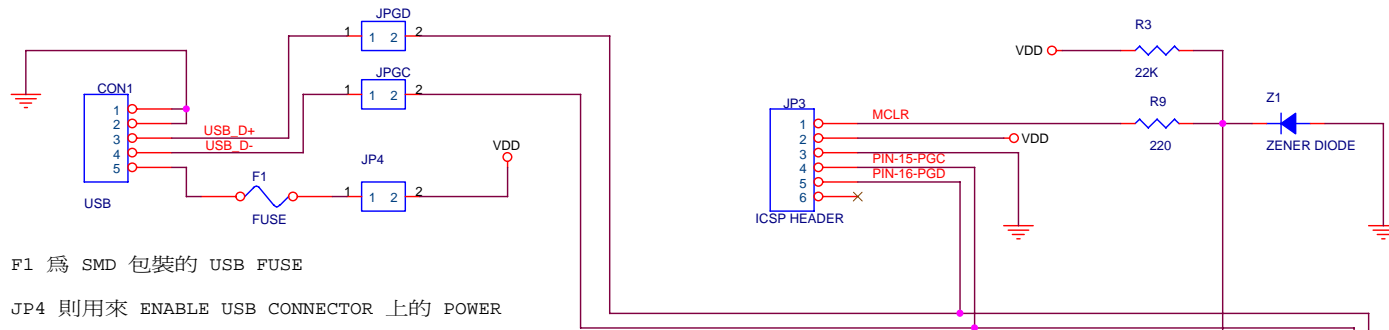 JPGD
1 1 2 2
JPGC
1 1 2 2
CON1
1
2
3 USB_D+
4 USB_D-
5
USB
F1
FUSE
JP4
1 1 2 2
VDD
F1 爲 SMD 包裝的 USB FUSE
JP4 則用來 ENABLE USB CONNECTOR 上的 POWER
R3
VDD
22K
JP3
1 MCLR
2 VDD
3
4 PIN-15-PGC
5 PIN-16-PGD
6
ICSP HEADER
R9
220
Z1
ZENER DIODE